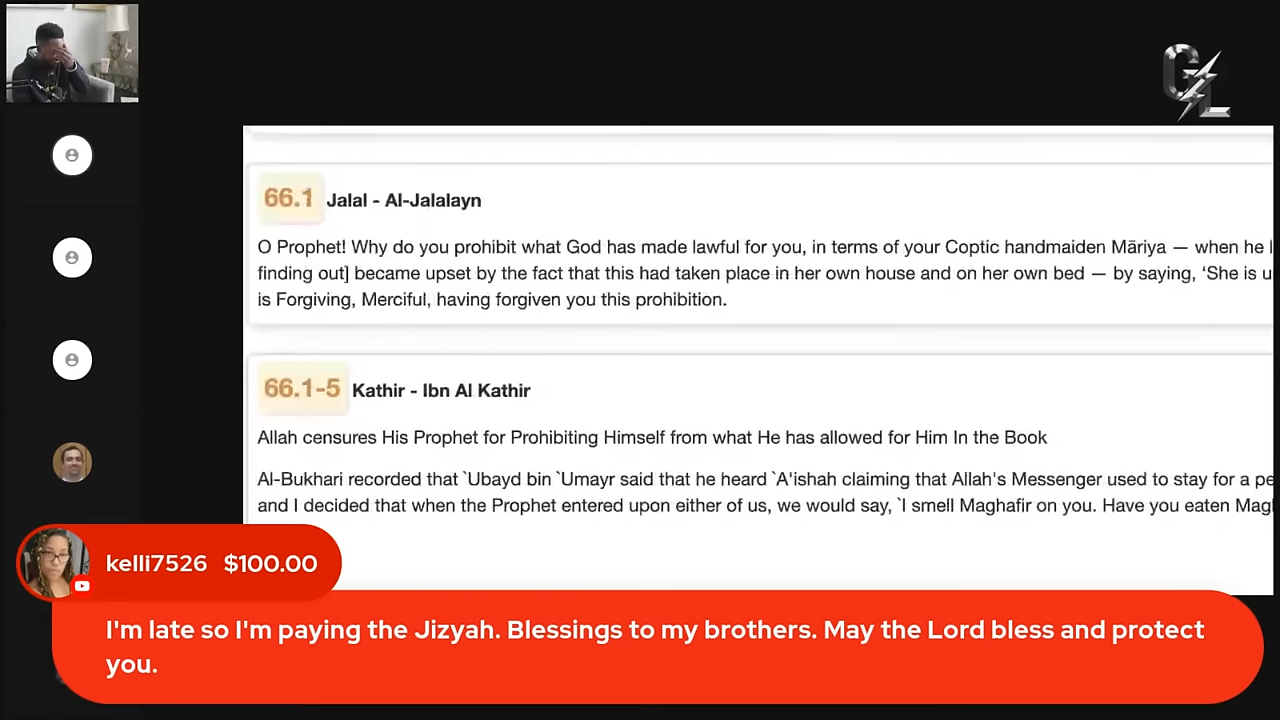 GL
66.1 Jalal - Al-Jalalayn
O Prophet! Why do you prohibit what God has made lawful for you, in terms of your Coptic handmaiden Māriya — when he l
finding out] became upset by the fact that this had taken place in her own house and on her own bed — by saying, ‘She is u
is Forgiving, Merciful, having forgiven you this prohibition.
66.1-5 Kathir - Ibn Al Kathir
Allah censures His Prophet for Prohibiting Himself from what He has allowed for Him In the Book
Al-Bukhari recorded that `Ubayd bin `Umayr said that he heard `A'ishah claiming that Allah's Messenger used to stay for a pe
and I decided that when the Prophet entered upon either of us, we would say, `I smell Maghafir on you. Have you eaten Magh
kelli7526 $100.00
I'm late so I'm paying the Jizyah. Blessings to my brothers. May the Lord bless and protect
you.